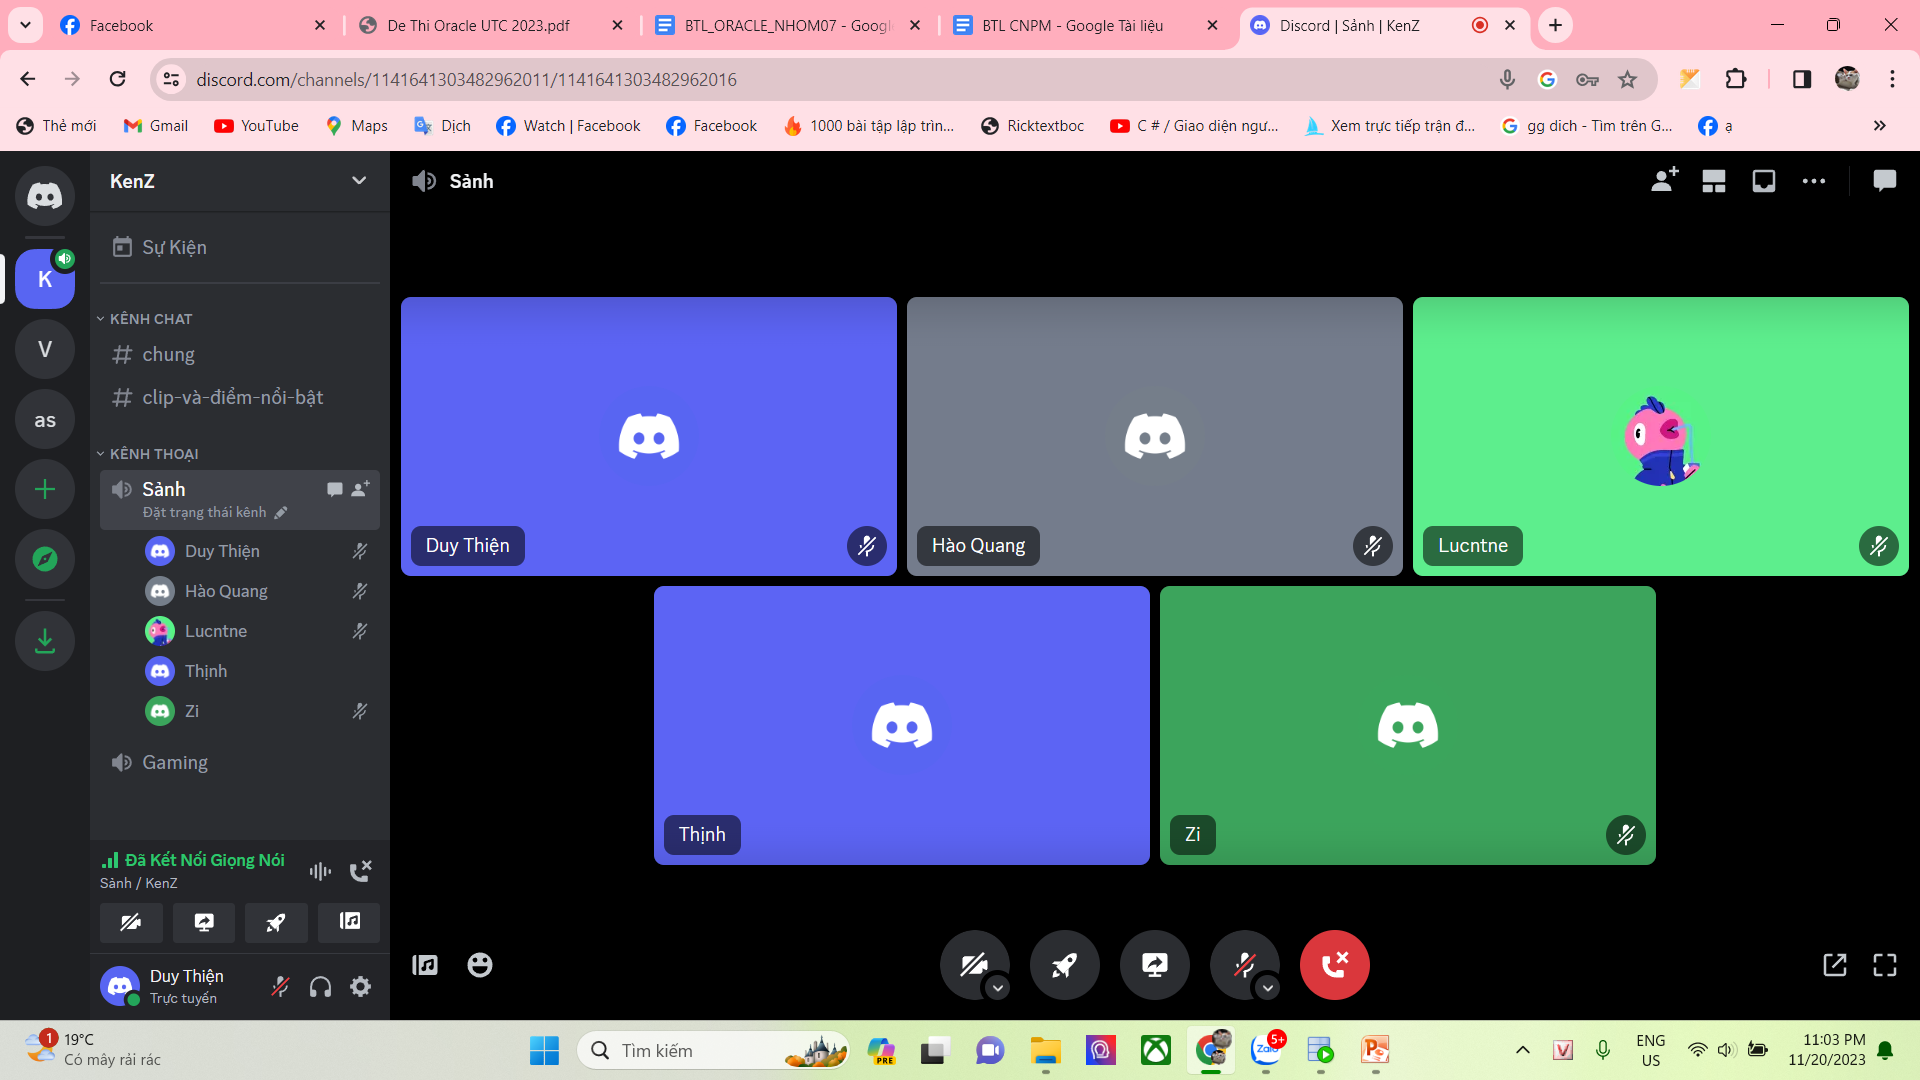 Facebook
De Thi Oracle UTC 2023.pdf
BTL_ORACLE_NHOM07 - Googl
BTL CNPM - Google Tài liệu
Discord | Sảnh | KenZ
discord.com/channels/1141641303482962011/1141641303482962016
Thẻ mới
Gmail
YouTube
Maps
Dịch
Watch | Facebook
Facebook
1000 bài tập lập trìn...
Ricktextboc
C # / Giao diện ngư...
Xem trực tiếp trận đ...
gg dich - Tìm trên G...
ạ
KenZ
Sảnh
K
V
as
Sự Kiện
KÊNH CHAT
chung
clip-và-điểm-nổi-bật
KÊNH THOẠI
Sảnh
Đặt trạng thái kênh
Duy Thiện
Hào Quang
Lucntne
Thịnh
Zi
Gaming
Duy Thiện
Hào Quang
Lucntne
Thịnh
Zi
Đã Kết Nối Giọng Nói
Sảnh / KenZ
Duy Thiện
Trực tuyến
1
19°C
Có mây rải rác
Tìm kiếm
PRE
Zalo
5+
ENG
US
11:03 PM
11/20/2023